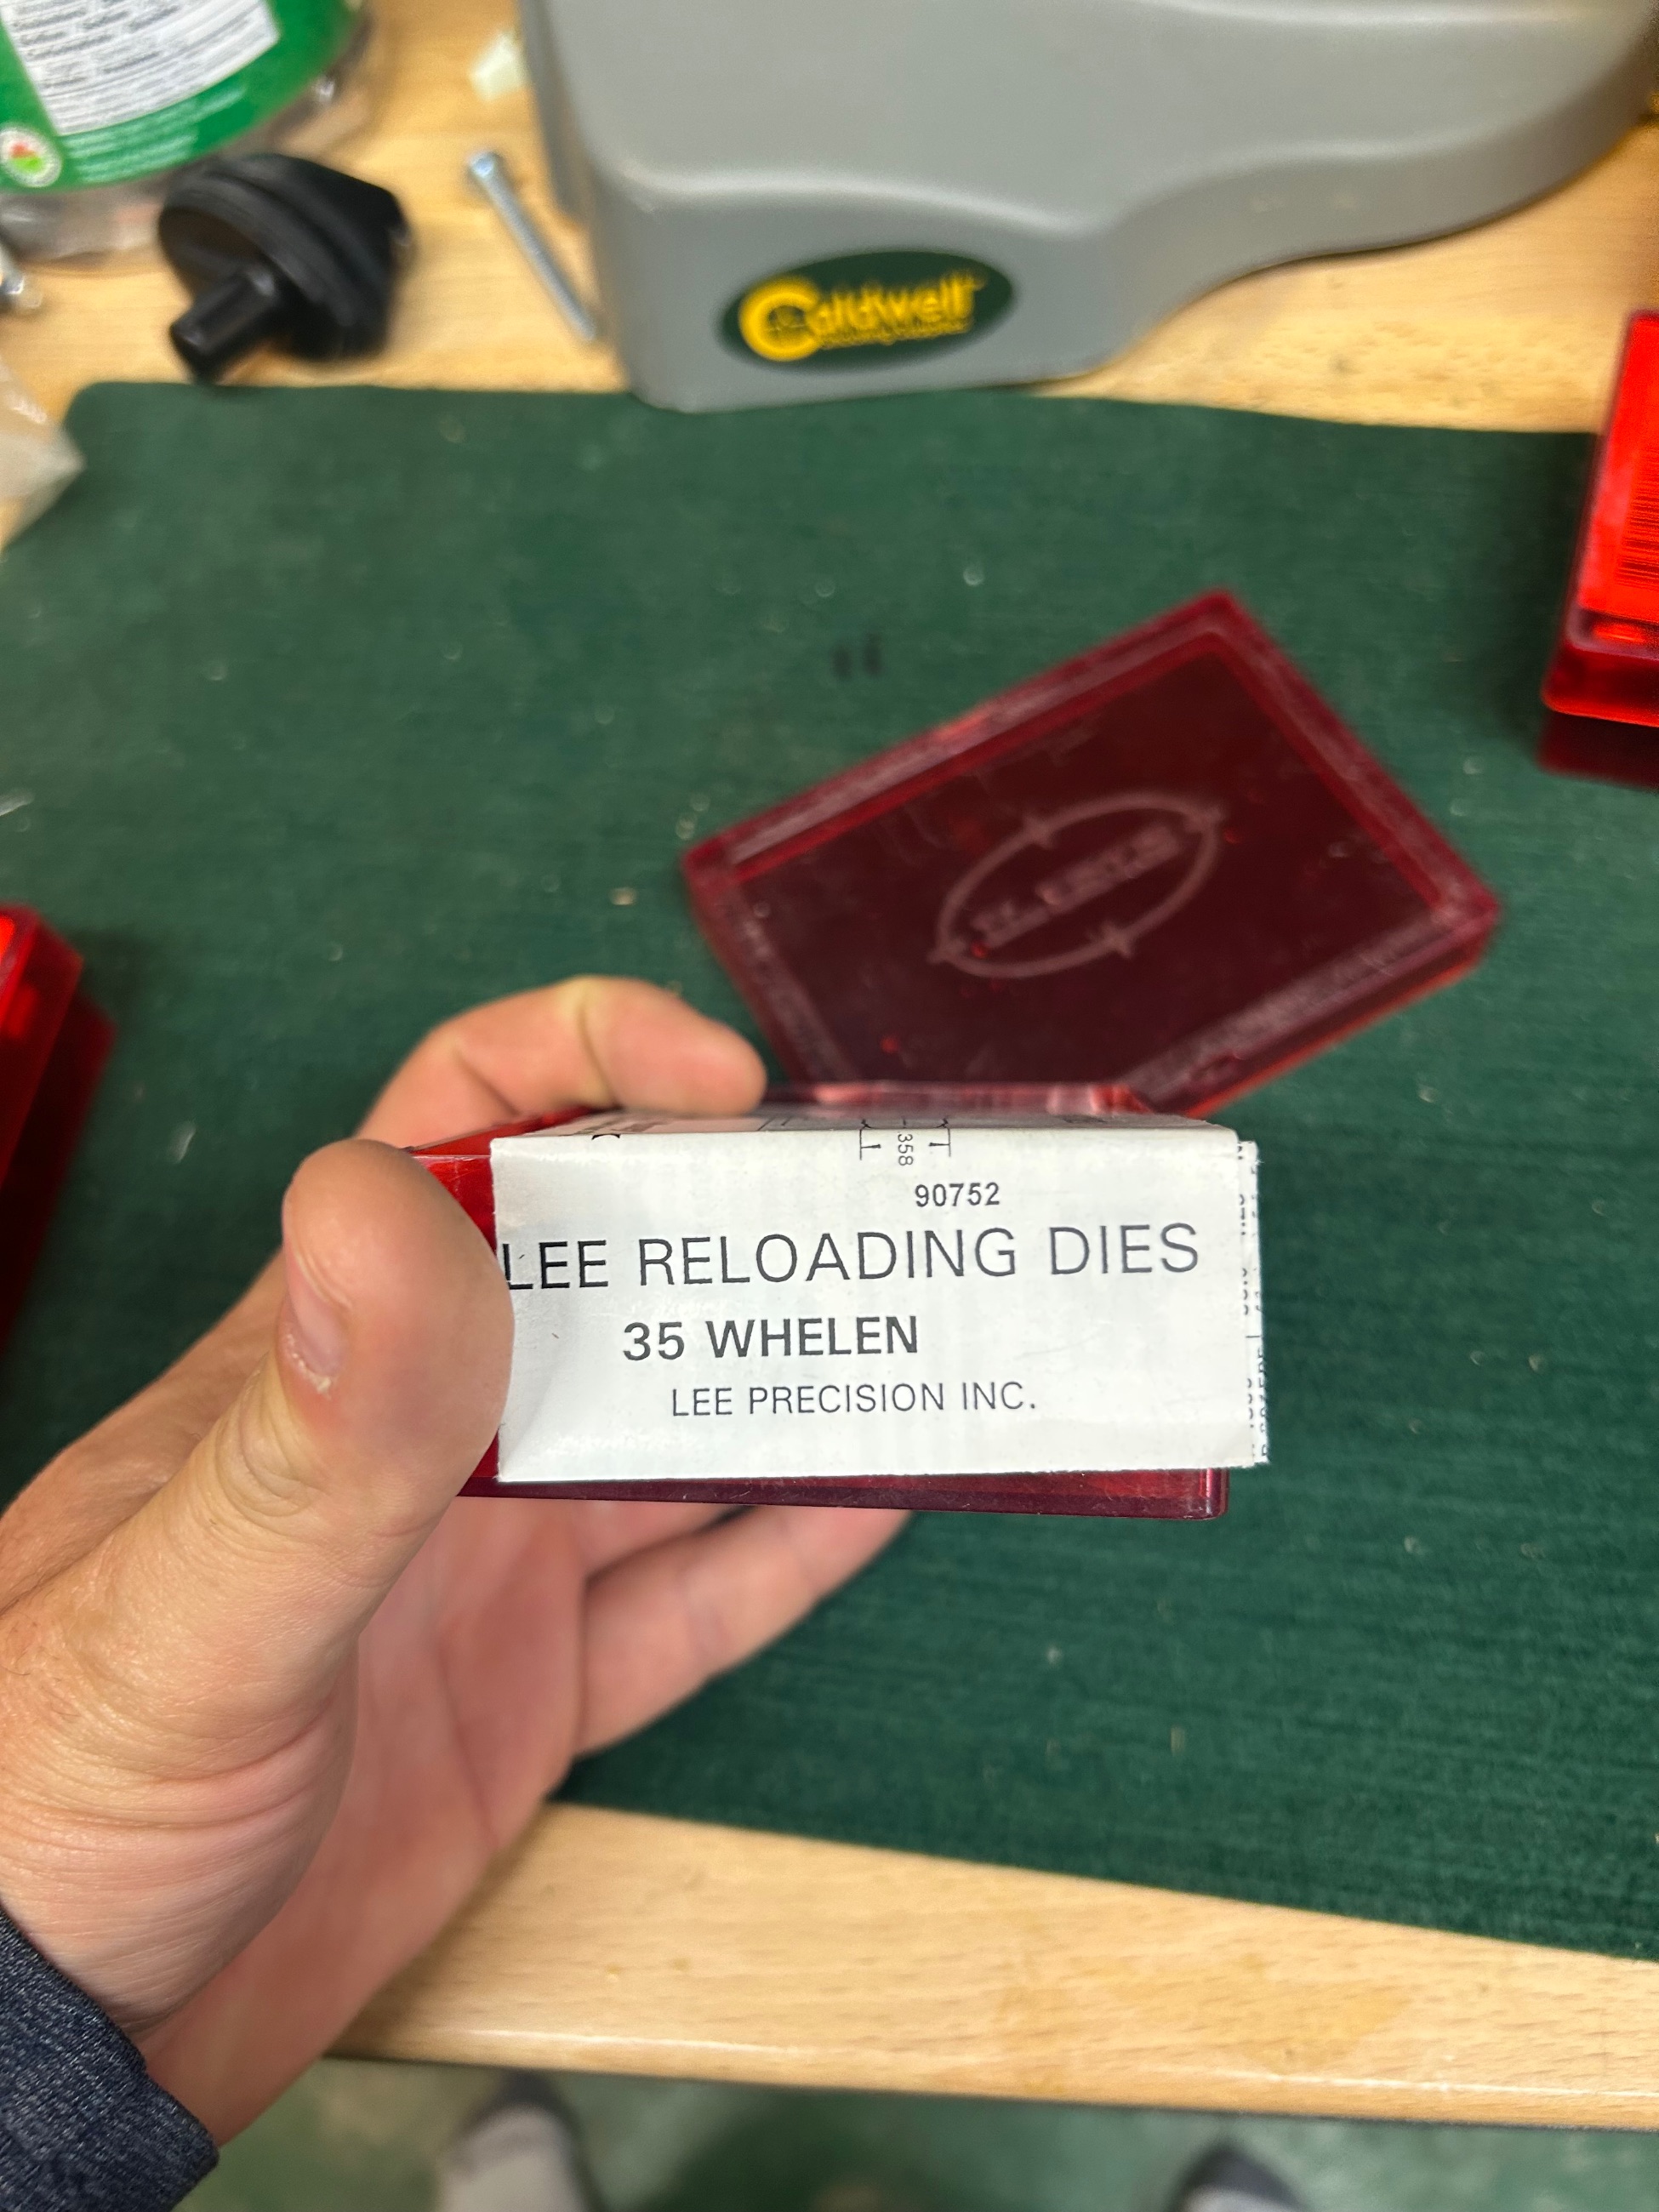 Caldwell
358
90752
LEE RELOADING DIES
35 WHELEN
LEE PRECISION INC.